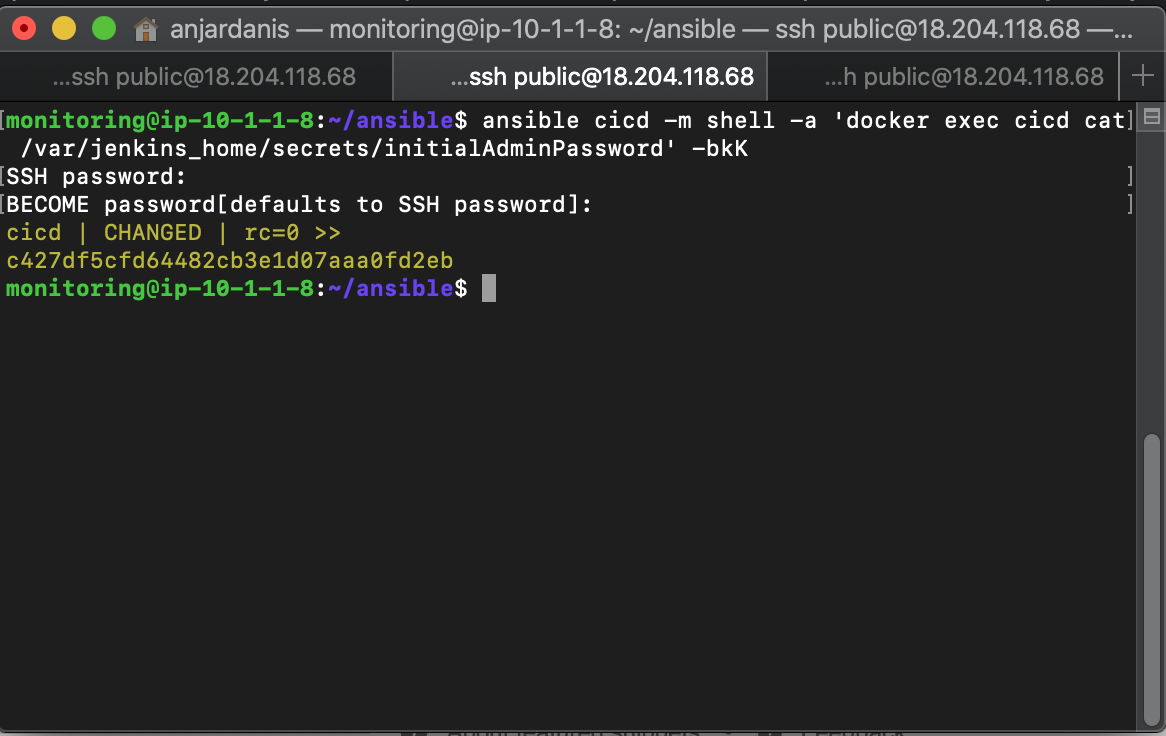 anjardanis — monitoring@ip-10-1-1-8: ~/ansible — ssh public@18.204.118.68 —...
...ssh public@18.204.118.68 ...ssh public@18.204.118.68 ...h public@18.204.118.68
[monitoring@ip-10-1-1-8:~/ansible$ ansible cicd -m shell -a 'docker exec cicd cat]
/var/jenkins_home/secrets/initialAdminPassword' -bkK
[SSH password: ]
[BECOME password[defaults to SSH password]: ]
cicd | CHANGED | rc=0 >>
c427df5cfd64482cb3e1d07aaa0fd2eb
monitoring@ip-10-1-1-8:~/ansible$